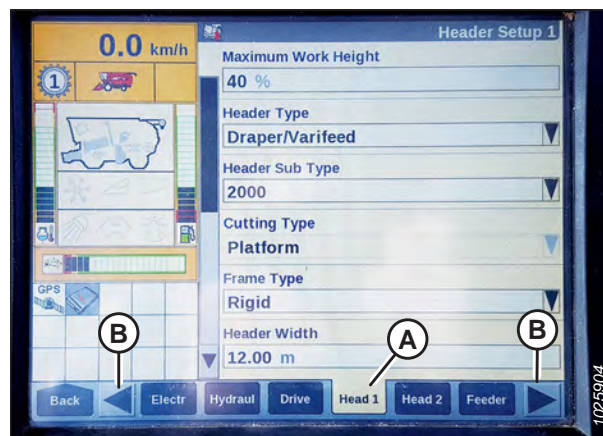 0.0 km/h
Header Setup 1
1
Maximum Work Height
40 %
Header Type
Draper/Varifeed
Header Sub Type
2000
Cutting Type
Platform
Frame Type
Rigid
GPS
Header Width
12.00 m
B
A
B
Back
Electr
Hydraul
Drive
Head 1
Head 2
Feeder
1025904